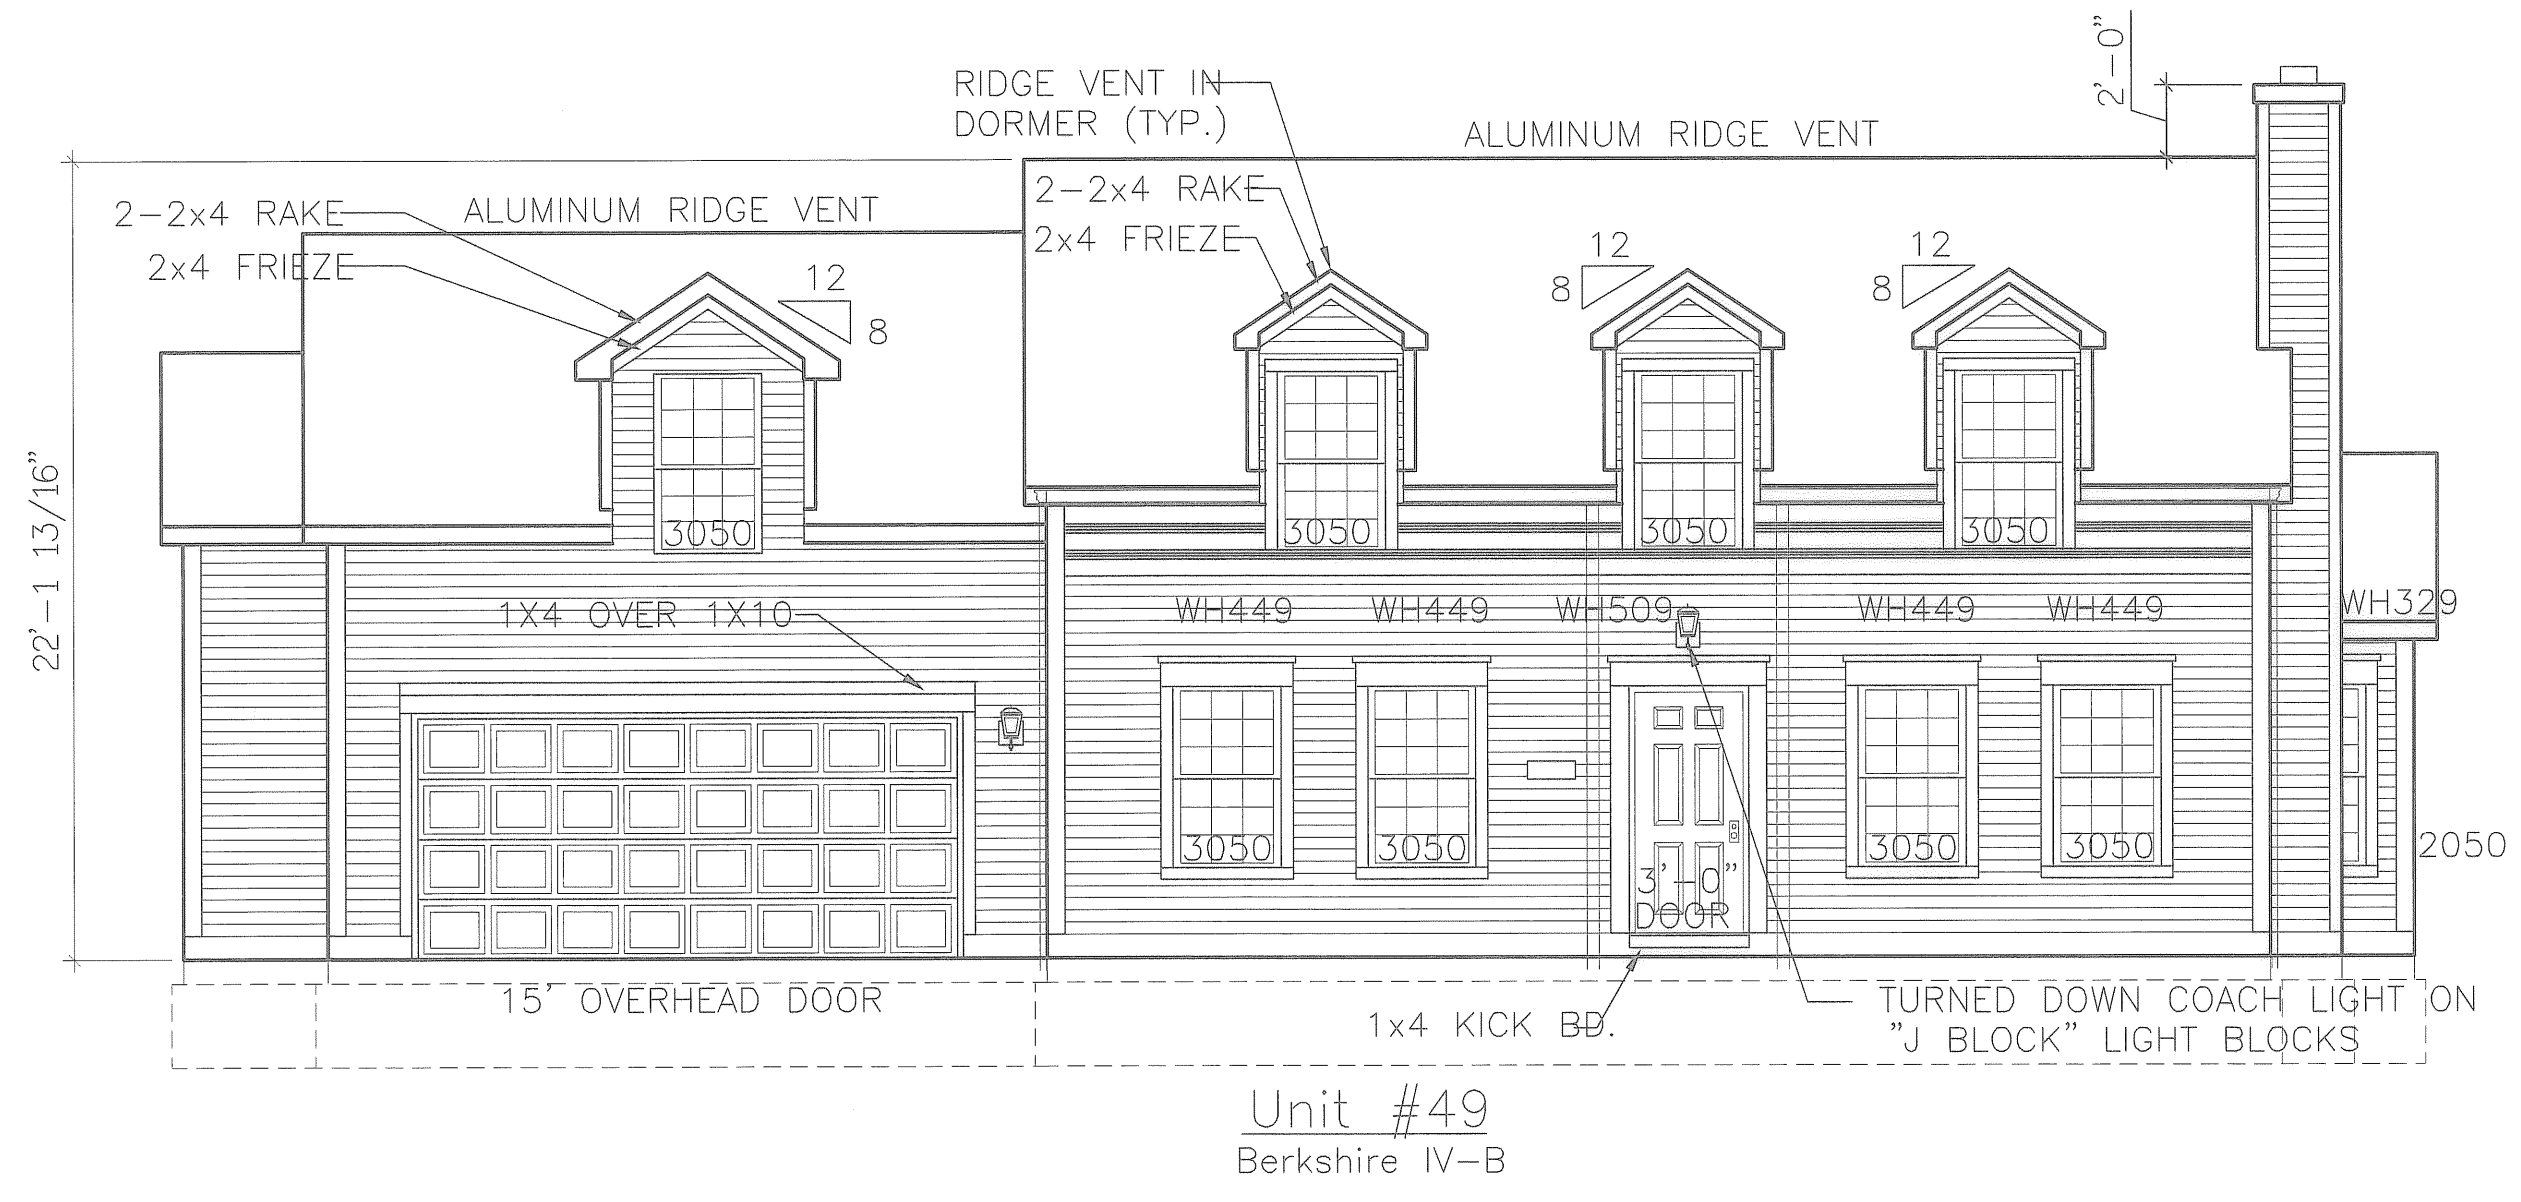 2'-0"
RIDGE VENT IN
DORMER (TYP.)
ALUMINUM RIDGE VENT
2-2x4 RAKE
2x4 FRIEZE
2-2x4 RAKE
ALUMINUM RIDGE VENT
2x4 FRIEZE
12
8
12
8
12
8
22'-1 13/16"
3050
3050
3050
3050
1X4 OVER 1X10
WH449
WH449
WH509
WH449
WH449
WH329
3050
3050
3050
3050
2050
3'-0"
DOOR
15' OVERHEAD DOOR
1x4 KICK BD.
TURNED DOWN COACH LIGHT ON
"J BLOCK" LIGHT BLOCKS
Unit #49
Berkshire IV-B